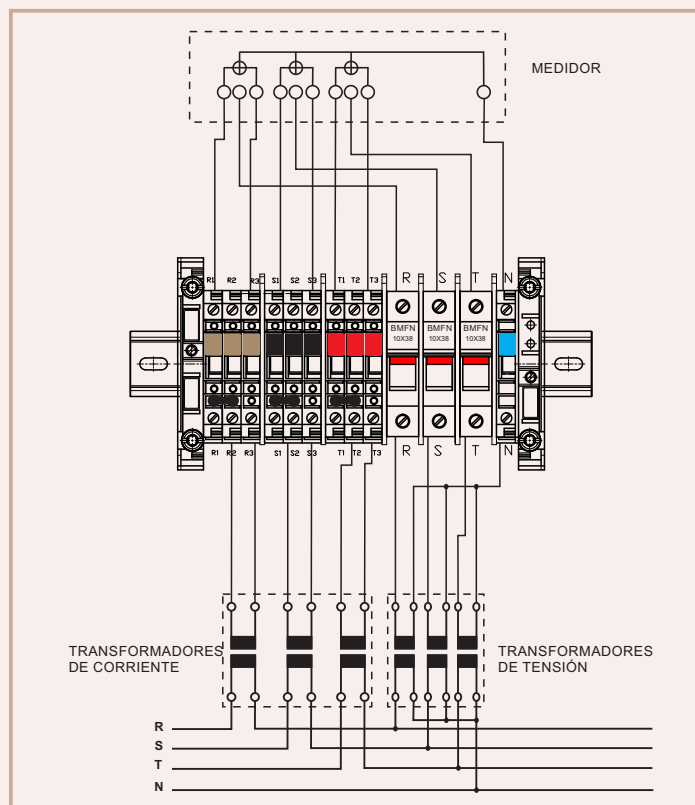 MEDIDOR
R1 R2 R3 S1 S2 S3 T1 T2 T3 R S T N
BMFN BMFN BMFN
10X38 10X38 10X38
R1 R2 R3 S1 S2 S3 T1 T2 T3 R S T N
TRANSFORMADORES
DE CORRIENTE
TRANSFORMADORES
DE TENSIÓN
R
S
T
N